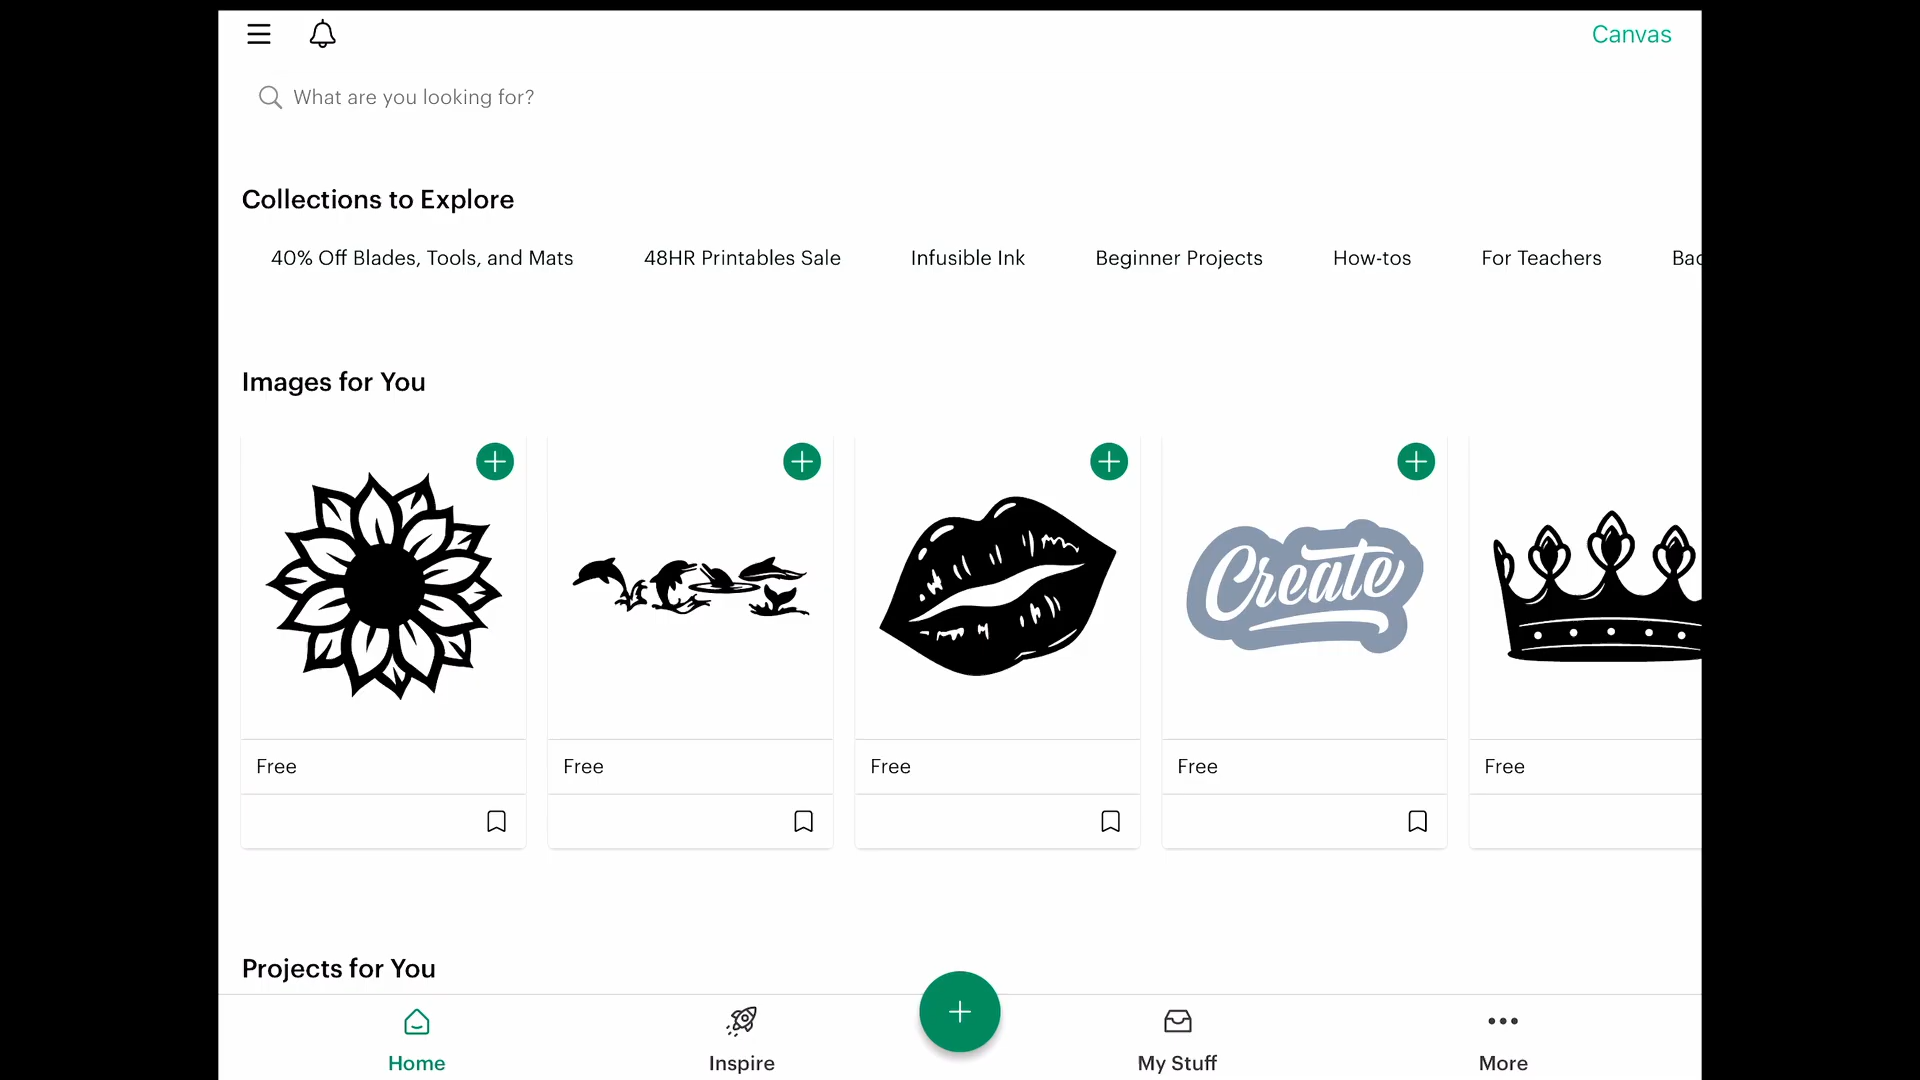 Canvas
What are you looking for?
Collections to Explore
40% Off Blades, Tools, and Mats
48HR Printables Sale
Infusible Ink
Beginner Projects
How-tos
For Teachers
Bac
Images for You
Create
Free
Free
Free
Free
Free
Projects for You
Home
Inspire
My Stuff
More